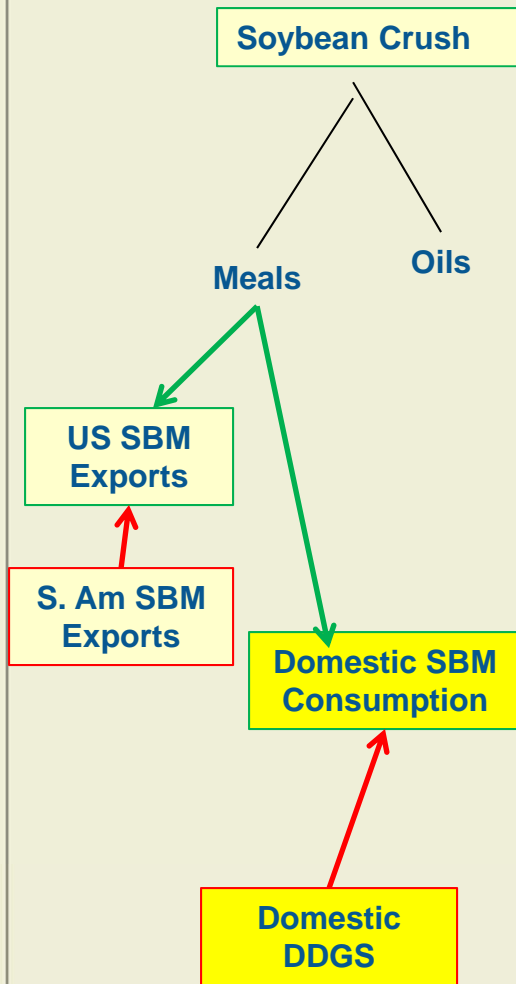 Soybean Crush
Meals
Oils
US SBM
Exports
S. Am SBM
Exports
Domestic SBM
Consumption
Domestic
DDGS